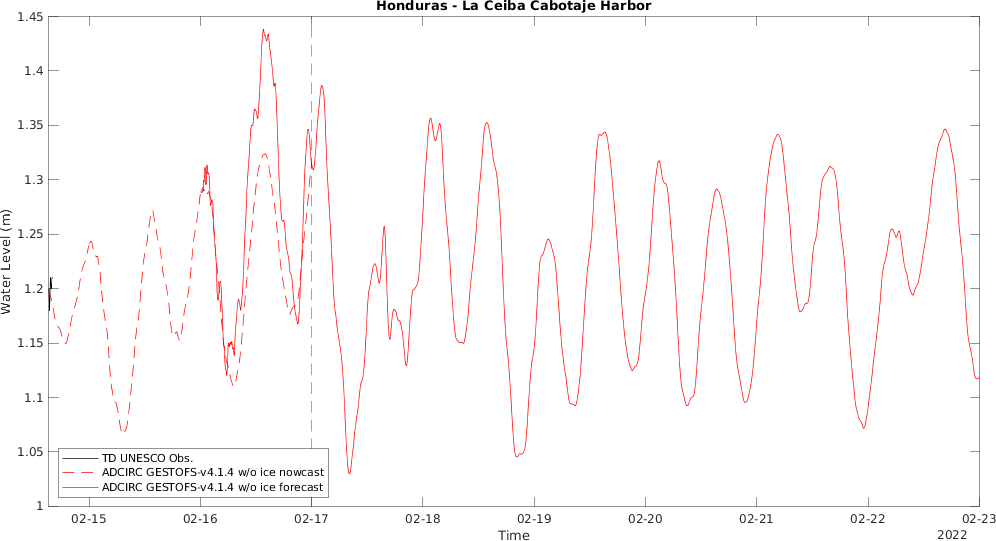 Honduras - La Ceiba Cabotaje Harbor
1.45
1.4
1.35
1.3
1.25
1.2
1.15
1.1
1.05
1
Water Level (m)
TD UNESCO Obs.
ADCIRC GESTOFS-v4.1.4 w/o ice nowcast
ADCIRC GESTOFS-v4.1.4 w/o ice forecast
02-15 02-16 02-17 02-18 02-19 02-20 02-21 02-22 02-23
Time
2022